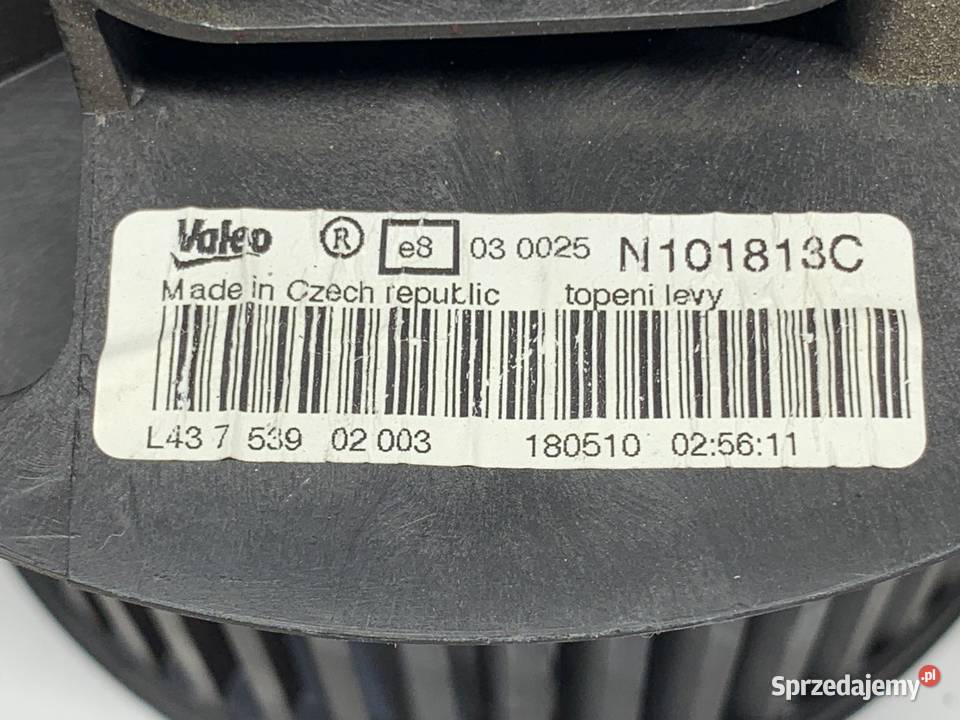 Valeo ® e8 03 0025 N101813C
Made in Czech republic topeni levy
L43 7 539 02 003 180510 02:56:11
Sprzedajemy.pl